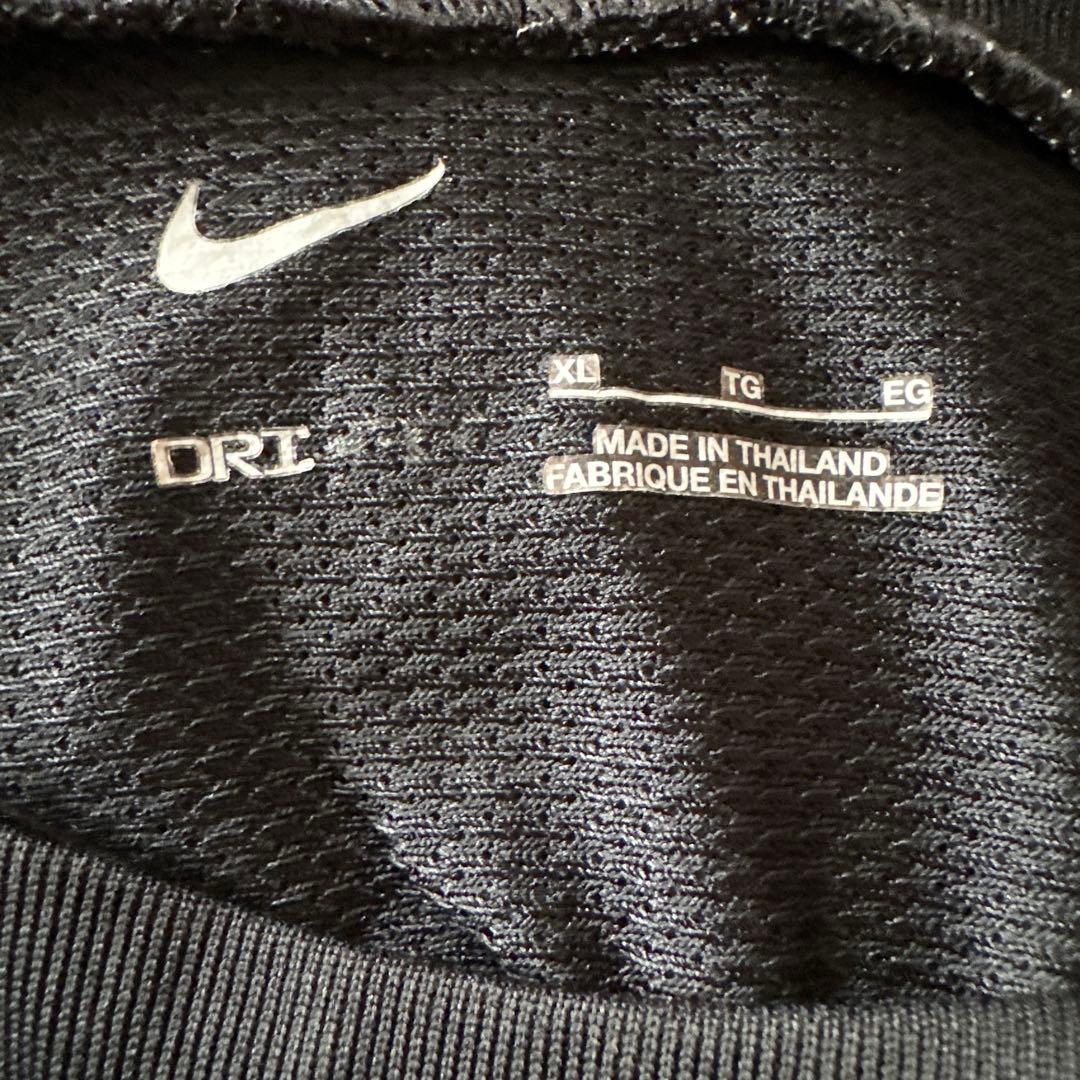 DRI
XL TG EG
MADE IN THAILAND
FABRIQUE EN THAILANDE